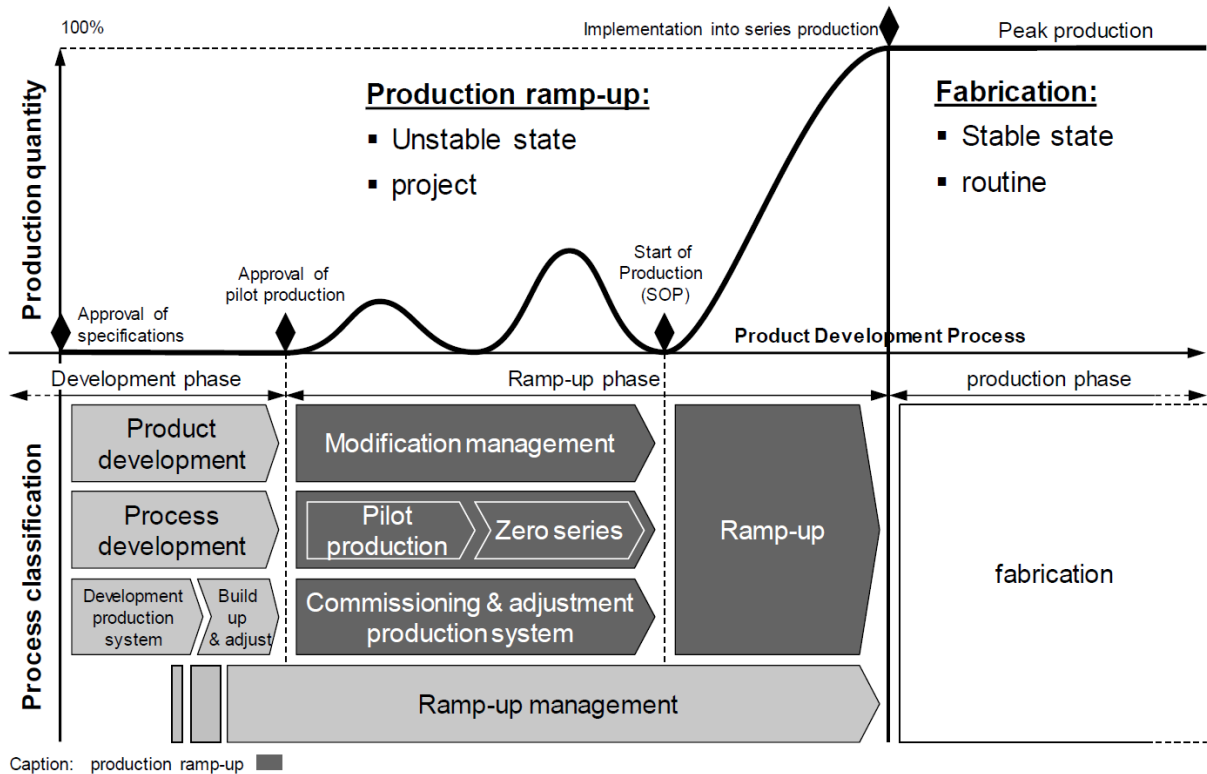 100%
Implementation into series production
Peak production
Production quantity
Production ramp-up:
▪ Unstable state
▪ project
Fabrication:
▪ Stable state
▪ routine
Approval of
specifications
Approval of
pilot production
Start of
Production
(SOP)
Product Development Process
Development phase
Ramp-up phase
production phase
Process classification
Product
development
Modification management
Process
development
Pilot
production
Zero series
Ramp-up
fabrication
Development
production
system
Build
up
& adjust
Commissioning & adjustment
production system
Ramp-up management
Caption: production ramp-up